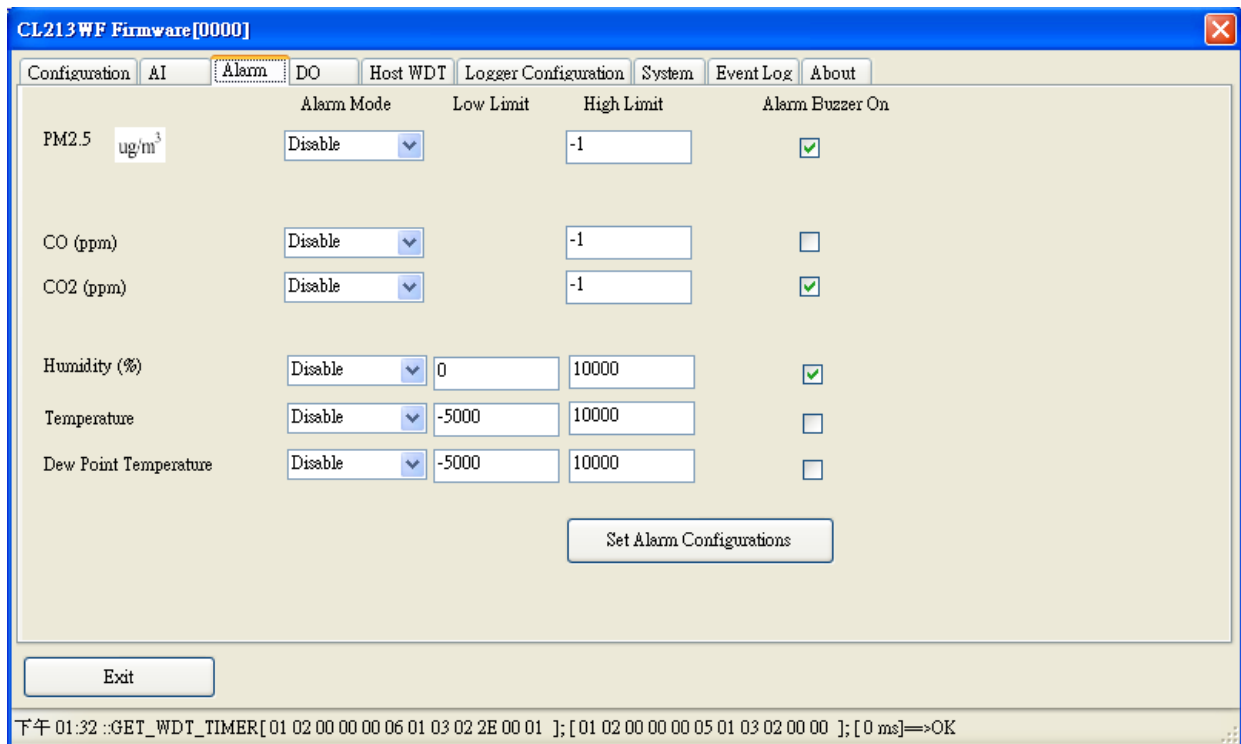 CL213WF Firmware[0000]
Configuration AI Alarm DO Host WDT Logger Configuration System Event Log About
Alarm Mode Low Limit High Limit Alarm Buzzer On
PM2.5 ug/m³ Disable -1
CO (ppm) Disable -1
CO2 (ppm) Disable -1
Humidity (%) Disable 0 10000
Temperature Disable -5000 10000
Dew Point Temperature Disable -5000 10000
Set Alarm Configurations
Exit
下午 01:32 ::GET_WDT_TIMER[ 01 02 00 00 00 06 01 03 02 2E 00 01 ]; [ 01 02 00 00 00 05 01 03 02 00 00 ]; [ 0 ms]==>OK